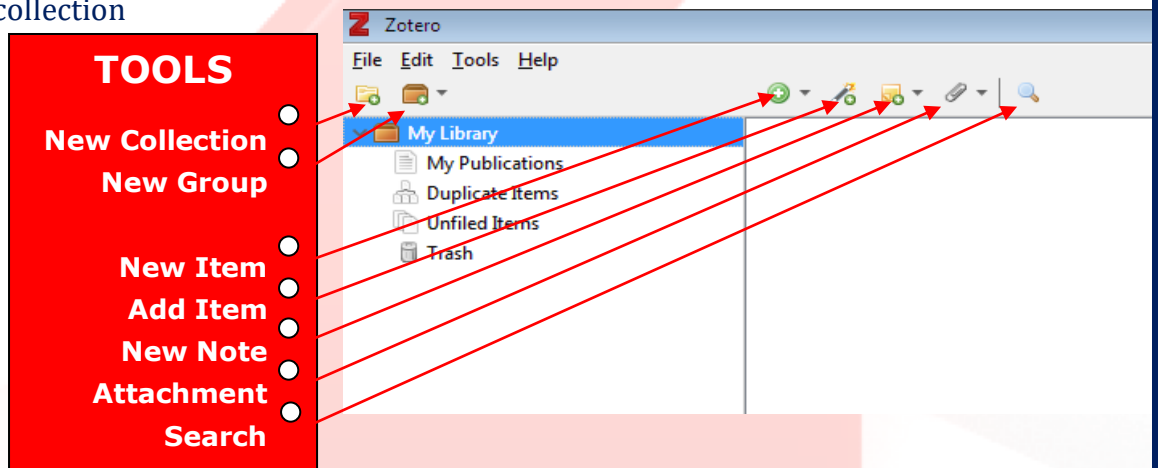 collection
TOOLS
New Collection
New Group
New Item
Add Item
New Note
Attachment
Search
Z Zotero
File Edit Tools Help
My Library
My Publications
Duplicate Items
Unfiled Items
Trash